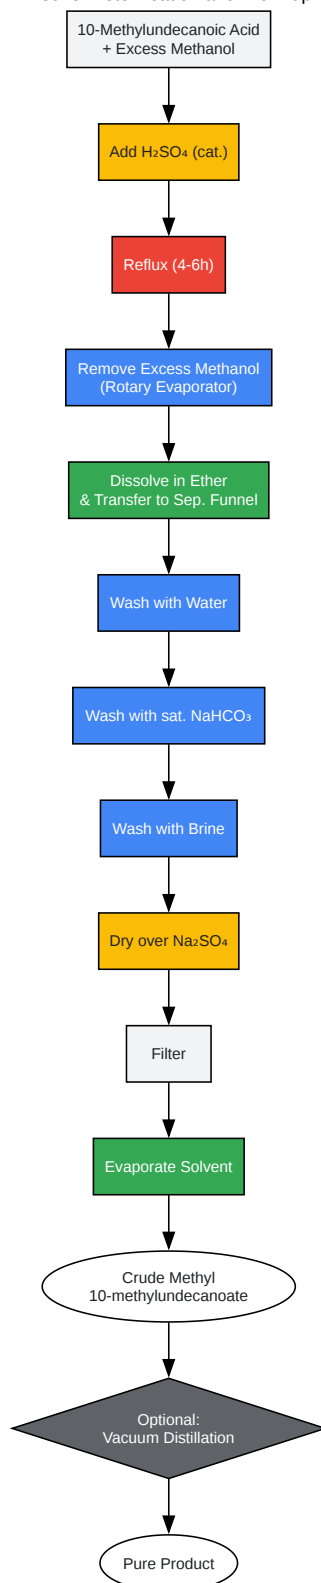 10-Methylundecanoic Acid
+ Excess Methanol
Add H₂SO₄ (cat.)
Reflux (4-6h)
Remove Excess Methanol
(Rotary Evaporator)
Dissolve in Ether
& Transfer to Sep. Funnel
Wash with Water
Wash with sat. NaHCO₃
Wash with Brine
Dry over Na₂SO₄
Filter
Evaporate Solvent
Crude Methyl
10-methylundecanoate
Optional:
Vacuum Distillation
Pure Product